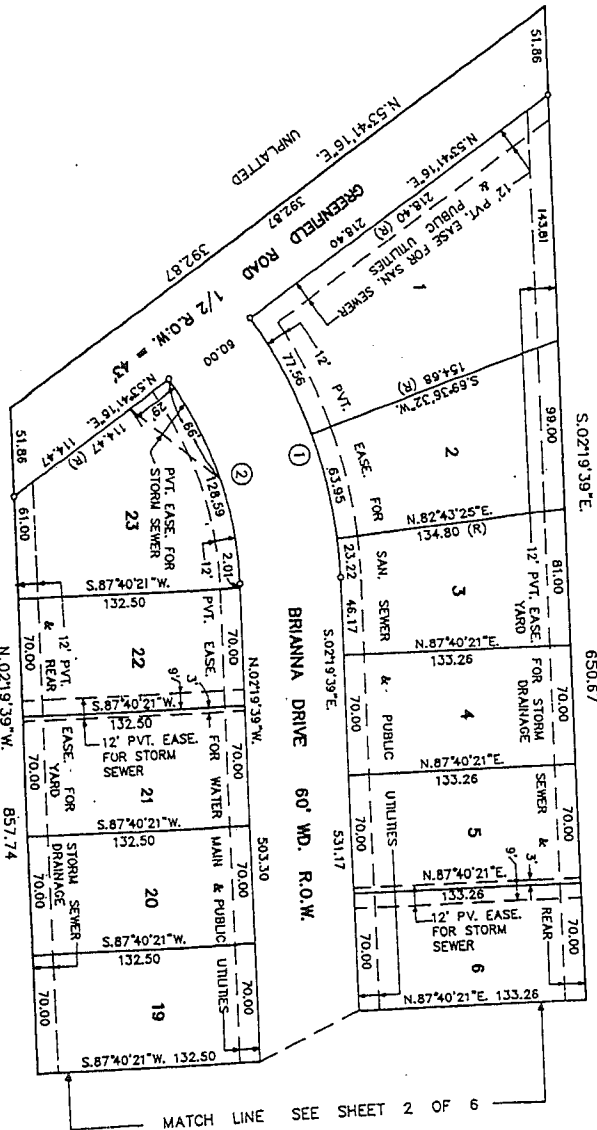 51.86
S.02°19'39"E.
650.67
N.53°41'16"E.
UNPLATTED
392.87
392.87
GREENFIELD ROAD
1/2 R.O.W. = 43'
N.53°41'16"E.
218.40 (R)
218.40
12' PVT. EASE FOR SAN. SEWER
& PUBLIC UTILITIES
143.81
1
77.56
12' PVT. EASE. FOR SAN. SEWER & PUBLIC UTILITIES
S.69°36'32"W.
154.68 (R)
99.00
2
63.95
1
N.82°43'25"E.
134.80 (R)
81.00
12' PVT. EASE. FOR STORM SEWER & REAR
YARD DRAINAGE
3
23.22
46.17
N.87°40'21"E.
133.26
70.00
4
70.00
N.87°40'21"E.
133.26
70.00
5
70.00
N.87°40'21"E.
133.26
3'
9'
12' PV. EASE.
FOR STORM
SEWER
70.00
6
70.00
N.87°40'21"E. 133.26
60.00
S.02°19'39"E.
531.17
BRIANNA DRIVE 60' WD. R.O.W.
N.02°19'39"W.
503.30
N.53°41'16"E.
114.47 (R)
114.47
29'
66'
128.59
2
2.01
51.86
61.00
23
PVT. EASE. FOR
STORM SEWER
12' PVT. EASE. FOR WATER MAIN & PUBLIC UTILITIES
S.87°40'21"W.
132.50
70.00
22
70.00
12' PVT. EASE. FOR STORM SEWER
& REAR YARD DRAINAGE
S.87°40'21"W.
132.50
9'
3'
12' PVT. EASE.
FOR STORM
SEWER
70.00
21
S.87°40'21"W.
132.50
70.00
20
70.00
S.87°40'21"W.
132.50
70.00
19
70.00
S.87°40'21"W. 132.50
N.02°19'39"W.
857.74
MATCH LINE SEE SHEET 2 OF 6